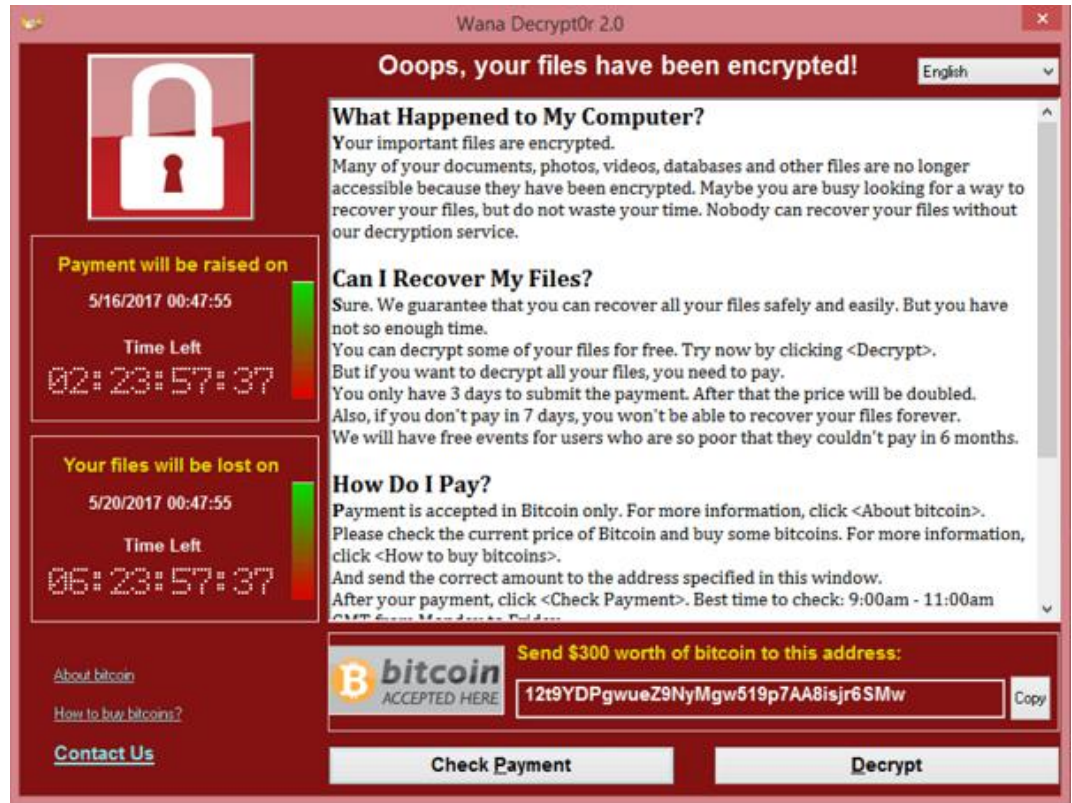 Wana Decrypt0r 2.0
Ooops, your files have been encrypted!
English
What Happened to My Computer?
Your important files are encrypted.
Many of your documents, photos, videos, databases and other files are no longer
accessible because they have been encrypted. Maybe you are busy looking for a way to
recover your files, but do not waste your time. Nobody can recover your files without
our decryption service.
Can I Recover My Files?
Sure. We guarantee that you can recover all your files safely and easily. But you have
not so enough time.
You can decrypt some of your files for free. Try now by clicking <Decrypt>.
But if you want to decrypt all your files, you need to pay.
You only have 3 days to submit the payment. After that the price will be doubled.
Also, if you don't pay in 7 days, you won't be able to recover your files forever.
We will have free events for users who are so poor that they couldn't pay in 6 months.
How Do I Pay?
Payment is accepted in Bitcoin only. For more information, click <About bitcoin>.
Please check the current price of Bitcoin and buy some bitcoins. For more information,
click <How to buy bitcoins>.
And send the correct amount to the address specified in this window.
After your payment, click <Check Payment>. Best time to check: 9:00am - 11:00am
GMT from Monday to Friday
Payment will be raised on
5/16/2017 00:47:55
Time Left
02:23:57:37
Your files will be lost on
5/20/2017 00:47:55
Time Left
06:23:57:37
About bitcoin
How to buy bitcoins?
Contact Us
bitcoin
ACCEPTED HERE
Send $300 worth of bitcoin to this address:
12t9YDPgwueZ9NyMgw519p7AA8isjr6SMw
Copy
Check Payment
Decrypt